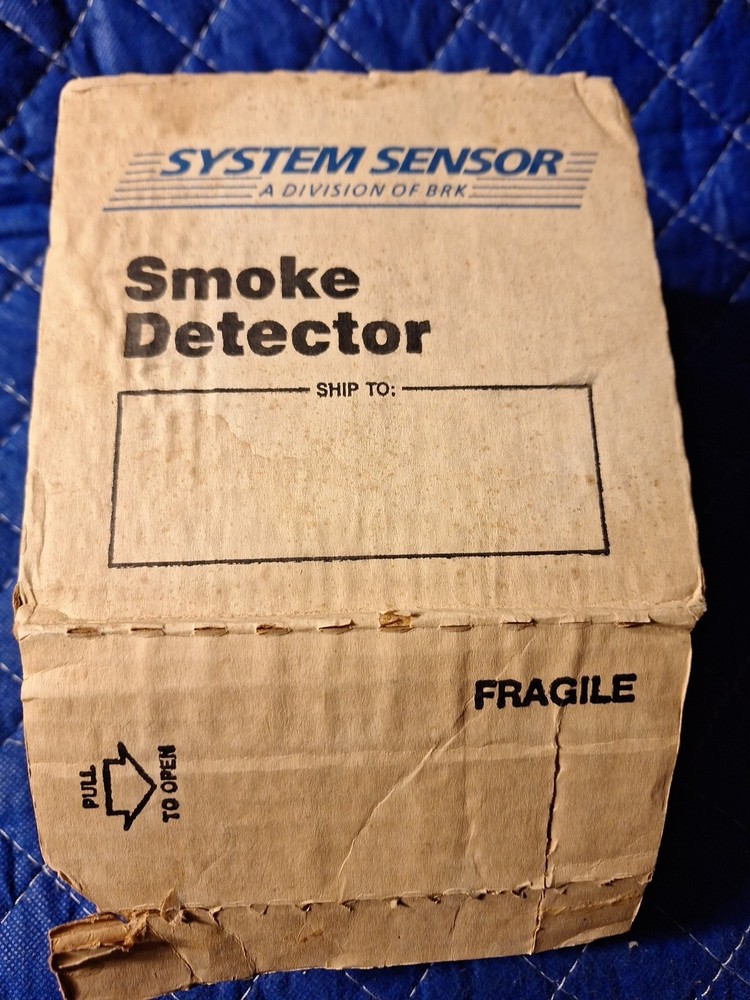 SYSTEM SENSOR
A DIVISION OF BRK
Smoke
Detector
SHIP TO:
FRAGILE
PULL
TO OPEN